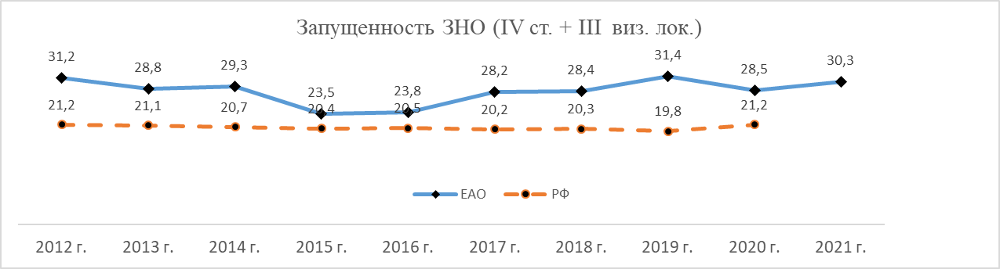 Запущенность ЗНО (IV ст. + III виз. лок.)
31,2 28,8 29,3 23,5 23,8 28,2 28,4 31,4 28,5 30,3
21,2 21,1 20,7 20,4 20,5 20,2 20,3 19,8 21,2
ЕАО РФ
2012 г. 2013 г. 2014 г. 2015 г. 2016 г. 2017 г. 2018 г. 2019 г. 2020 г. 2021 г.